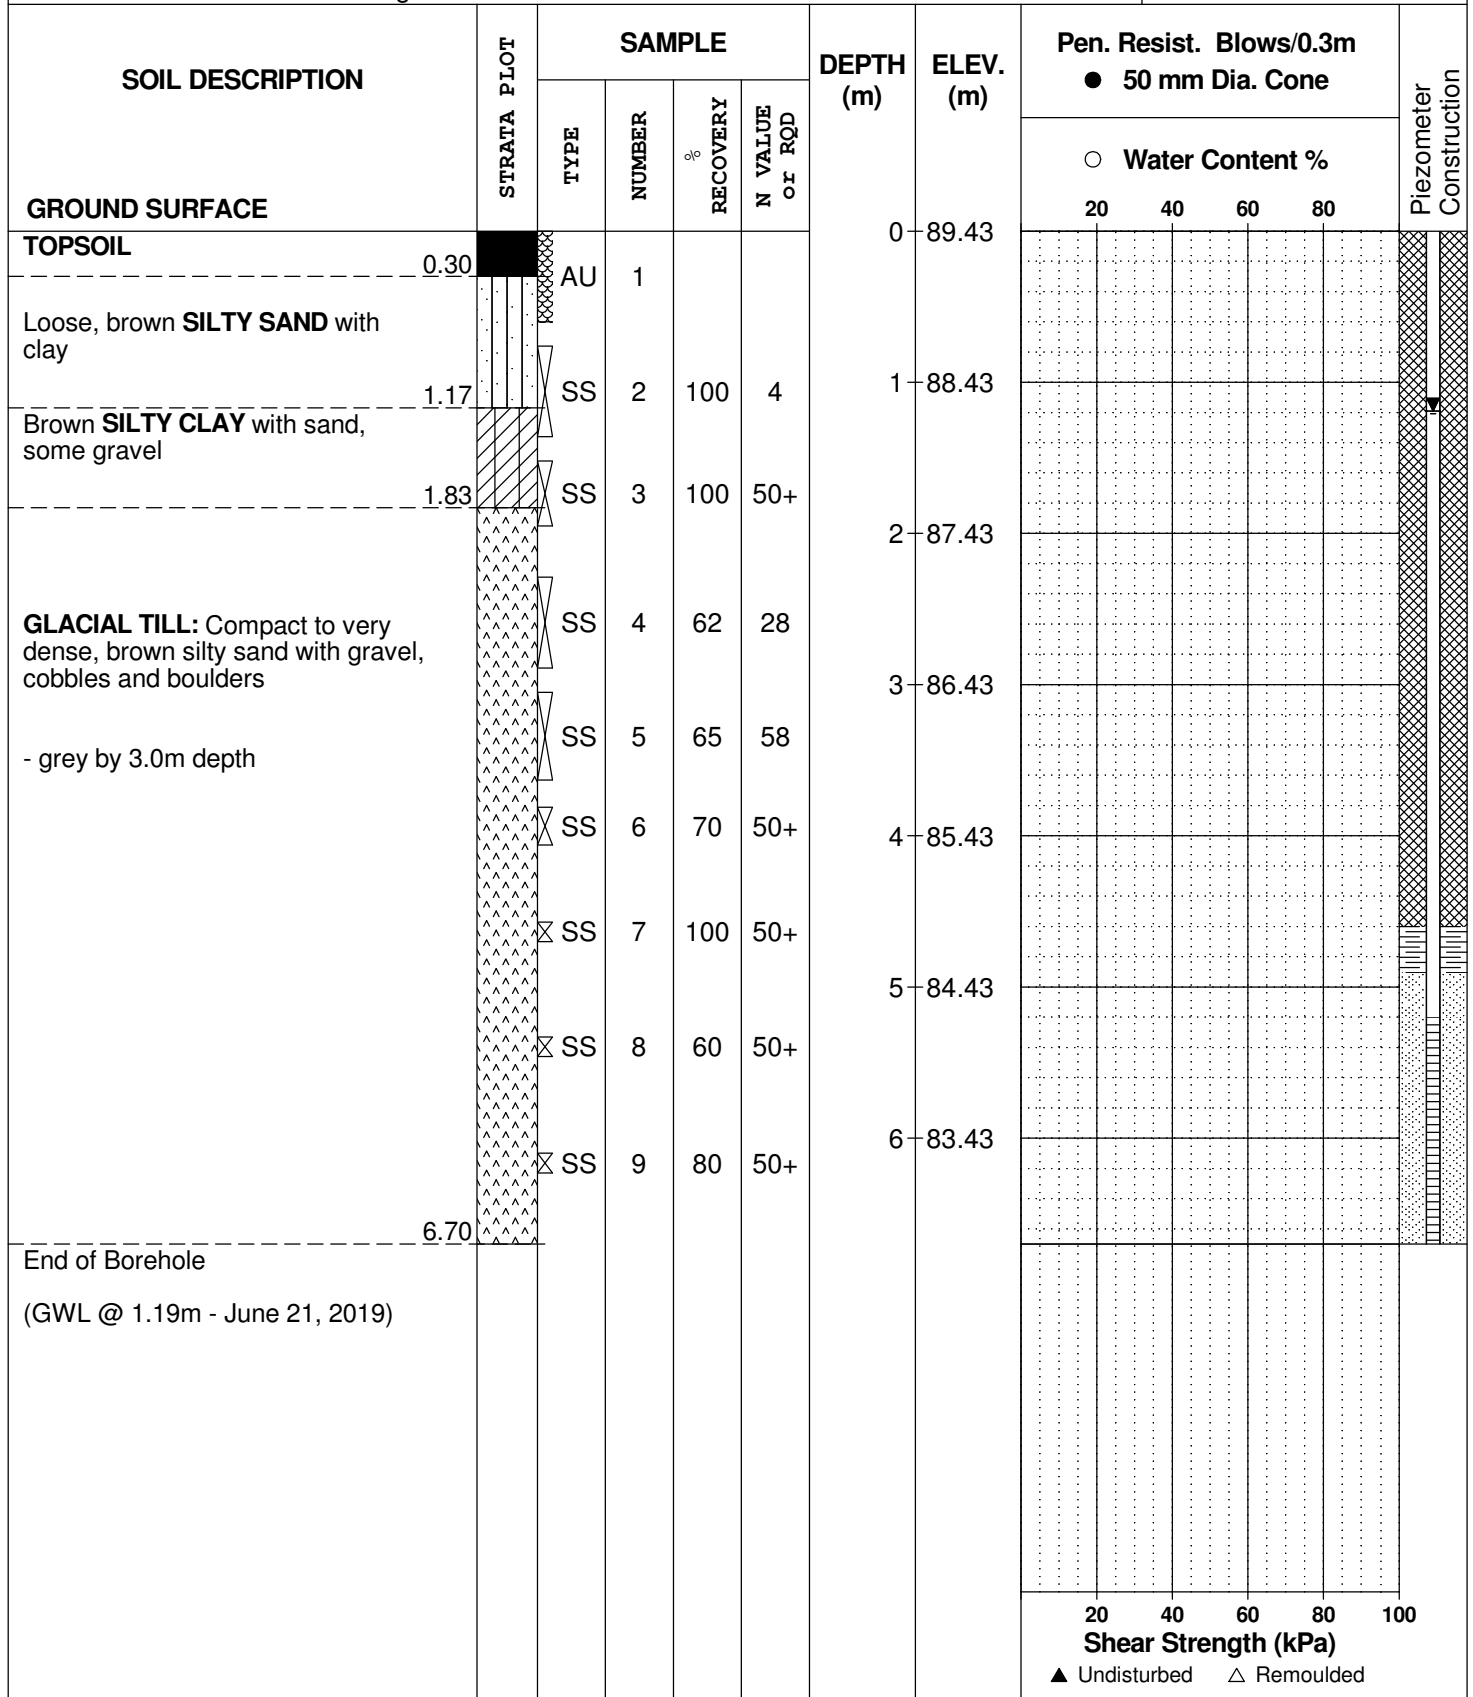 SOIL DESCRIPTION
GROUND SURFACE
STRATA PLOT
SAMPLE
TYPE
NUMBER
%
RECOVERY
N VALUE
or RQD
DEPTH
(m)
ELEV.
(m)
Pen. Resist. Blows/0.3m
● 50 mm Dia. Cone
○ Water Content %
20 40 60 80
Piezometer
Construction
0 89.43
TOPSOIL
0.30
AU 1
Loose, brown SILTY SAND with
clay
1.17
SS 2 100 4
1 88.43
Brown SILTY CLAY with sand,
some gravel
1.83
SS 3 100 50+
2 87.43
GLACIAL TILL: Compact to very
dense, brown silty sand with gravel,
cobbles and boulders
SS 4 62 28
3 86.43
- grey by 3.0m depth
SS 5 65 58
SS 6 70 50+
4 85.43
SS 7 100 50+
5 84.43
SS 8 60 50+
6 83.43
SS 9 80 50+
6.70
End of Borehole
(GWL @ 1.19m - June 21, 2019)
20 40 60 80 100
Shear Strength (kPa)
▲ Undisturbed △ Remoulded